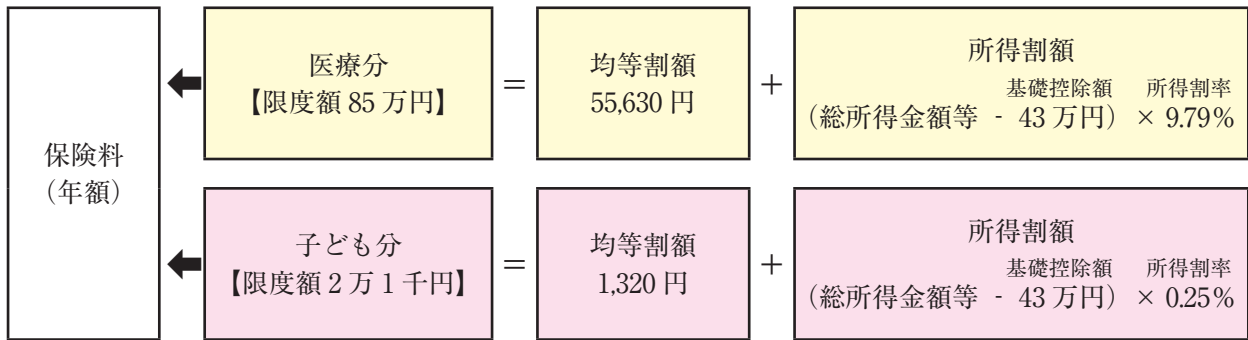 保険料
（年額）
医療分
【限度額 85 万円】
＝
均等割額
55,630 円
＋
所得割額
基礎控除額 所得割率
（総所得金額等 - 43 万円） × 9.79%
子ども分
【限度額 2 万 1 千円】
＝
均等割額
1,320 円
＋
所得割額
基礎控除額 所得割率
（総所得金額等 - 43 万円） × 0.25%